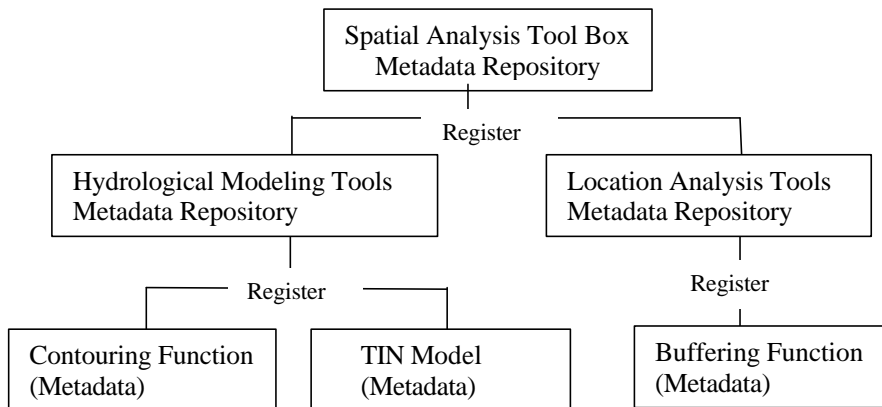 Spatial Analysis Tool Box
Metadata Repository
Register
Hydrological Modeling Tools
Metadata Repository
Location Analysis Tools
Metadata Repository
Register
Register
Contouring Function
(Metadata)
TIN Model
(Metadata)
Buffering Function
(Metadata)